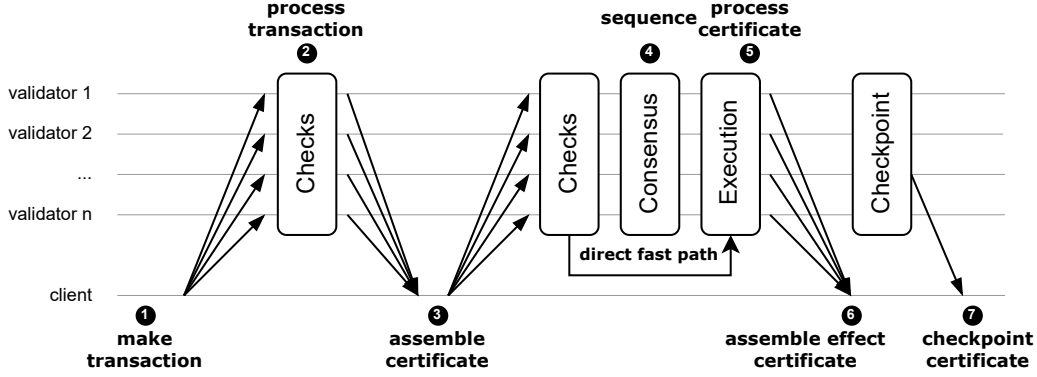 process
transaction
2
sequence
4
process
certificate
5
validator 1
validator 2
...
validator n
client
Checks
Checks
Consensus
Execution
Checkpoint
direct fast path
1
make
transaction
3
assemble
certificate
6
assemble effect
certificate
7
checkpoint
certificate